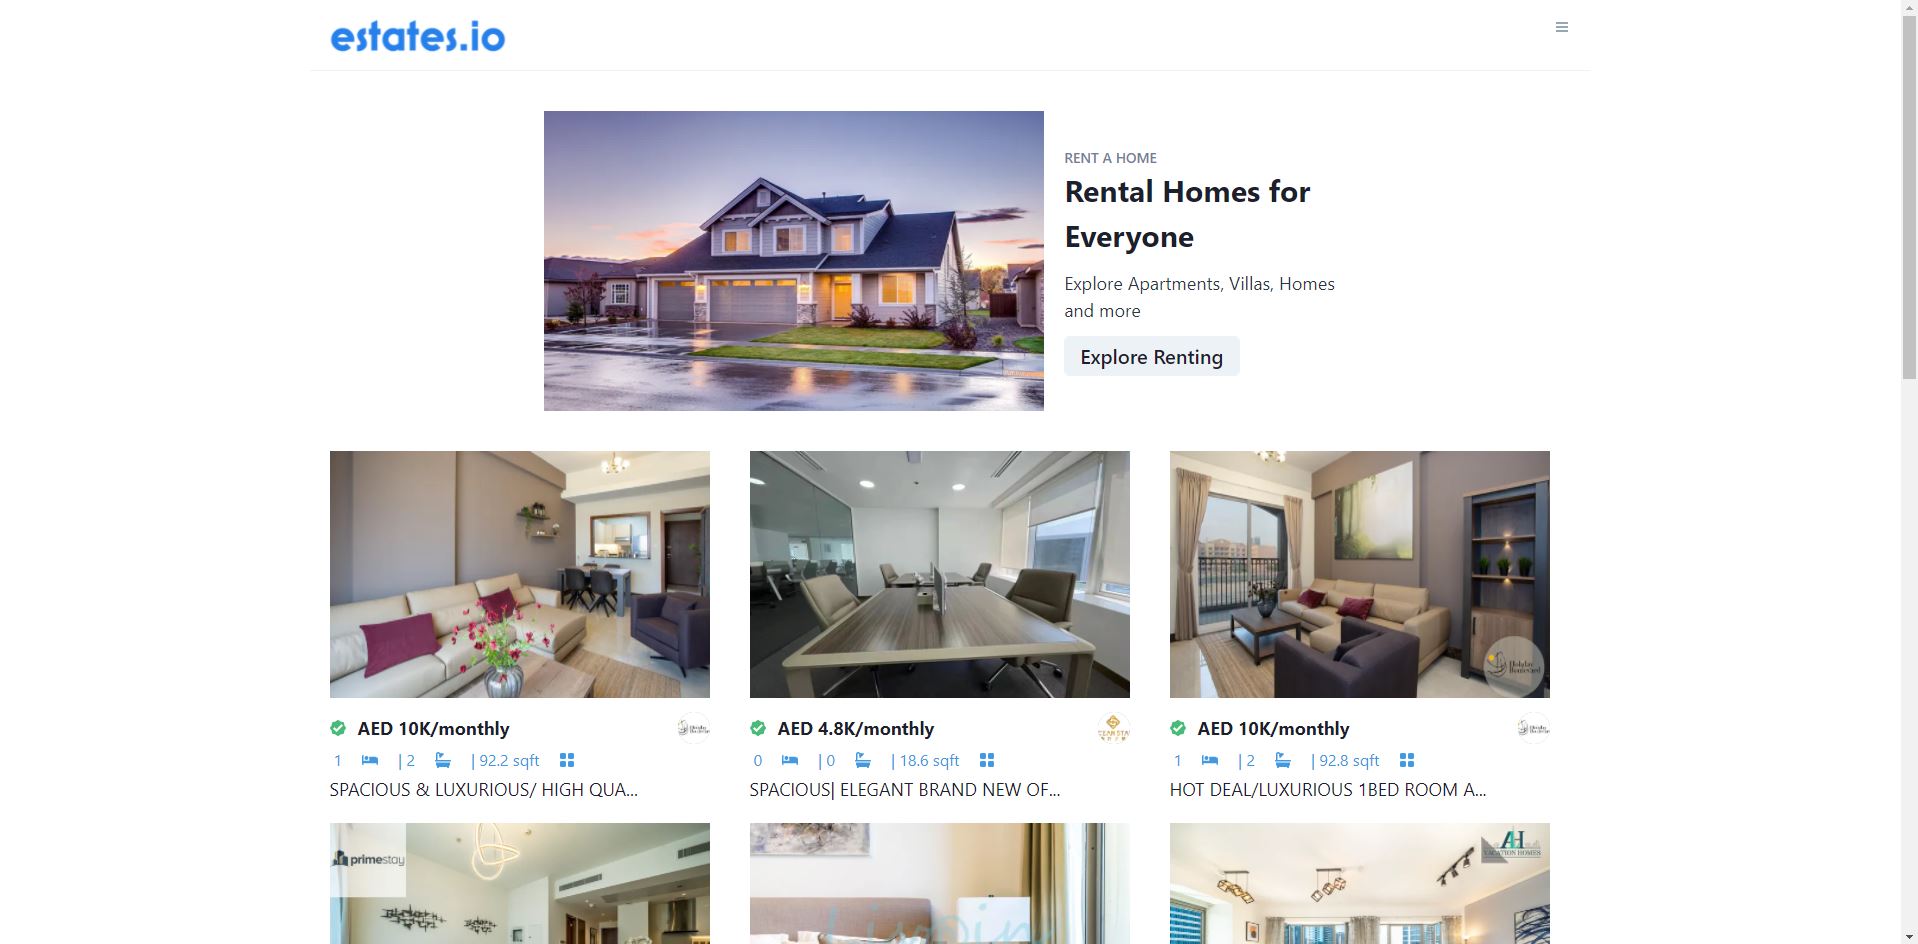 estates.io
RENT A HOME
Rental Homes for
Everyone
Explore Apartments, Villas, Homes
and more
Explore Renting
Holiday
Boulevard
AED 10K/monthly
AED 4.8K/monthly
AED 10K/monthly
1 | 2 | 92.2 sqft
0 | 0 | 18.6 sqft
1 | 2 | 92.8 sqft
SPACIOUS & LUXURIOUS/ HIGH QUA...
SPACIOUS| ELEGANT BRAND NEW OF...
HOT DEAL/LUXURIOUS 1BED ROOM A...
primestay
AH
VACATION HOMES